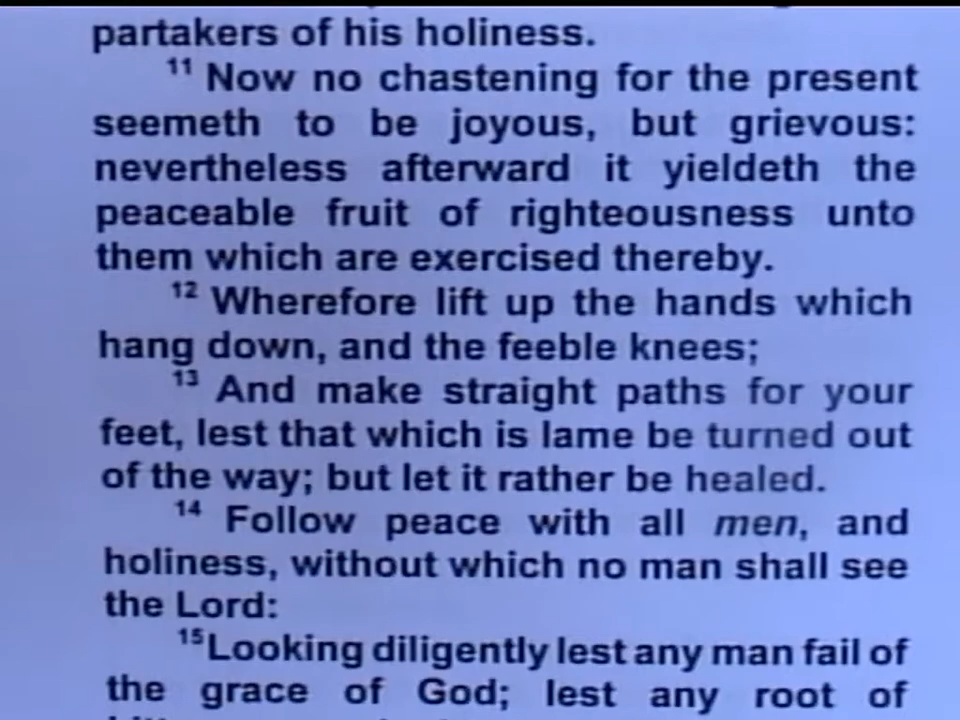 partakers of his holiness.
11 Now no chastening for the present
seemeth to be joyous, but grievous:
nevertheless afterward it yieldeth the
peaceable fruit of righteousness unto
them which are exercised thereby.
12 Wherefore lift up the hands which
hang down, and the feeble knees;
13 And make straight paths for your
feet, lest that which is lame be turned out
of the way; but let it rather be healed.
14 Follow peace with all men, and
holiness, without which no man shall see
the Lord:
15 Looking diligently lest any man fail of
the grace of God; lest any root of